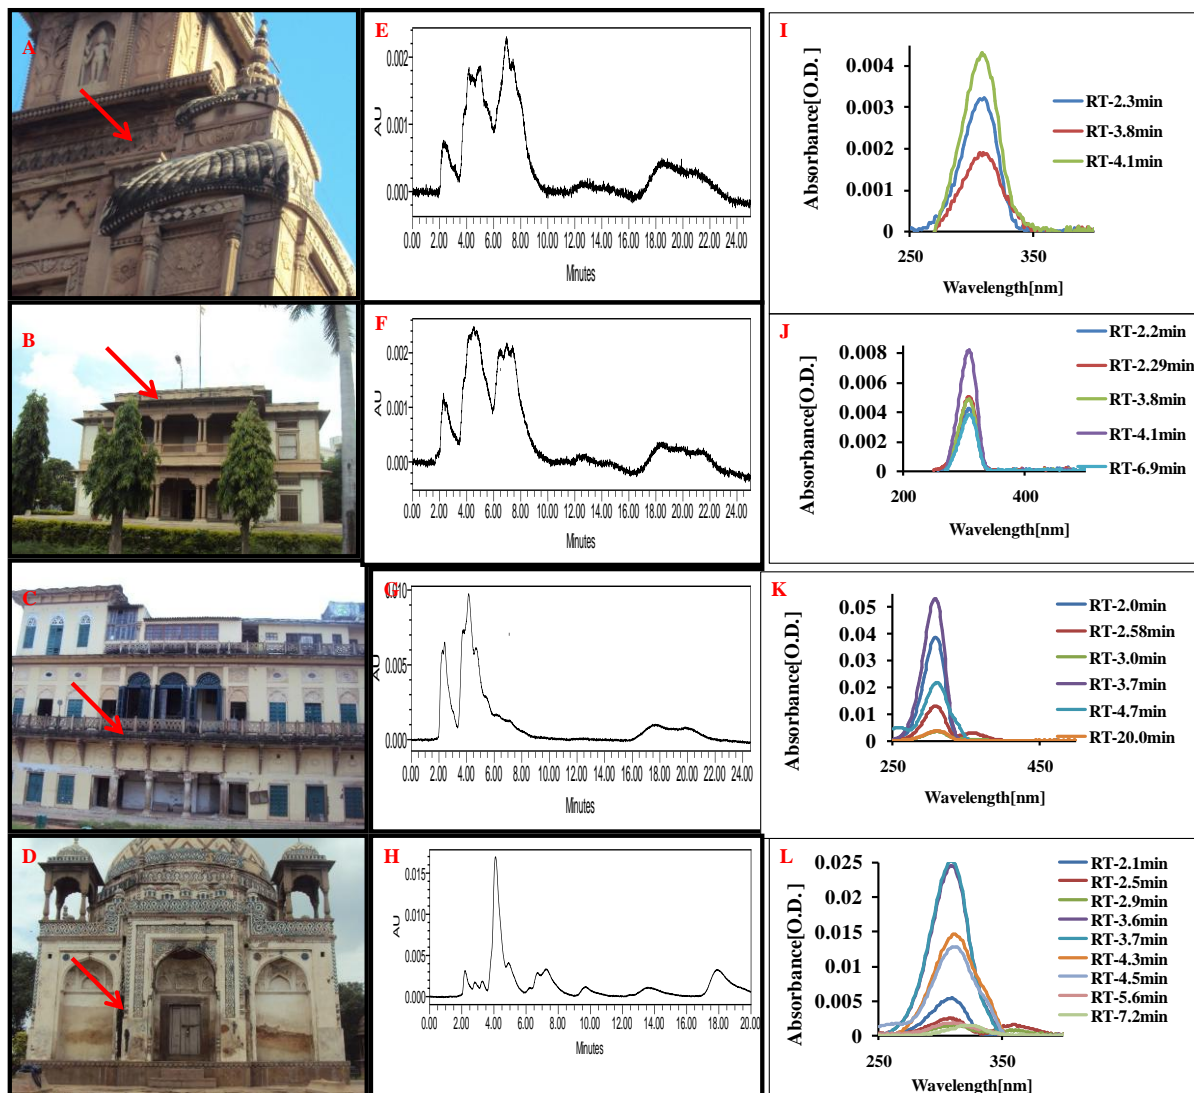 A
B
C
D
E
AU
0.002
0.001
0.000
0.00 2.00 4.00 6.00 8.00 10.00 12.00 14.00 16.00 18.00 20.00 22.00 24.00
Minutes
F
AU
0.002
0.001
0.000
0.00 2.00 4.00 6.00 8.00 10.00 12.00 14.00 16.00 18.00 20.00 22.00 24.00
Minutes
G
AU
0.010
0.005
0.000
0.00 2.00 4.00 6.00 8.00 10.00 12.00 14.00 16.00 18.00 20.00 22.00 24.00
Minutes
H
AU
0.015
0.010
0.005
0.000
0.00 2.00 4.00 6.00 8.00 10.00 12.00 14.00 16.00 18.00 20.00
Minutes
I
Absorbance[O.D.]
0.004
0.003
0.002
0.001
0
250 350
Wavelength[nm]
RT-2.3min
RT-3.8min
RT-4.1min
J
Absorbance[O.D.]
0.008
0.006
0.004
0.002
0
200 400
Wavelength[nm]
RT-2.2min
RT-2.29min
RT-3.8min
RT-4.1min
RT-6.9min
K
Absorbance[O.D.]
0.05
0.04
0.03
0.02
0.01
0
250 450
Wavelength[nm]
RT-2.0min
RT-2.58min
RT-3.0min
RT-3.7min
RT-4.7min
RT-20.0min
L
Absorbance[O.D.]
0.025
0.02
0.015
0.01
0.005
0
250 350
Wavelength[nm]
RT-2.1min
RT-2.5min
RT-2.9min
RT-3.6min
RT-3.7min
RT-4.3min
RT-4.5min
RT-5.6min
RT-7.2min